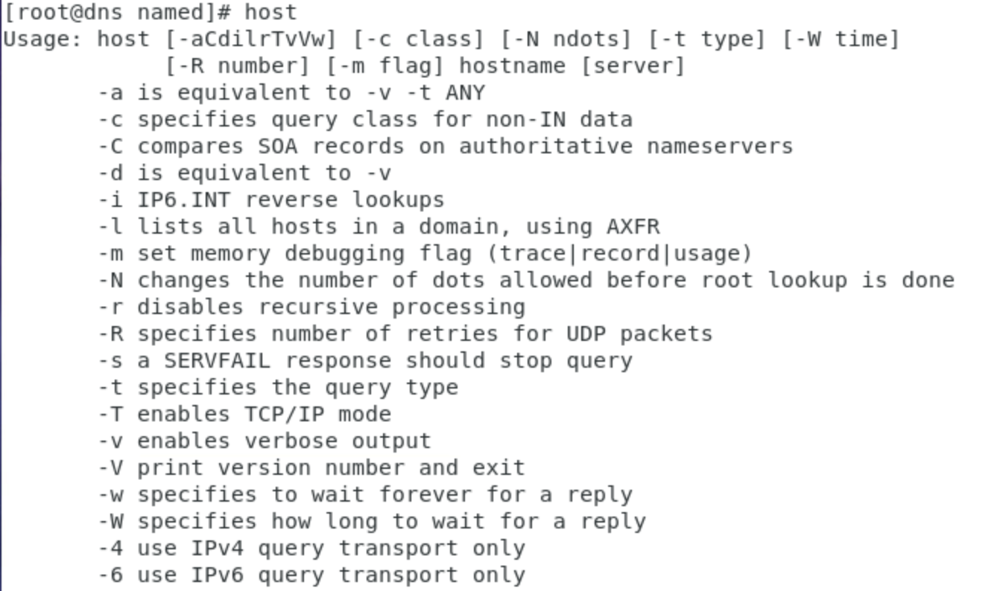 [root@dns named]# host
Usage: host [-aCdilrTvVw] [-c class] [-N ndots] [-t type] [-W time]
            [-R number] [-m flag] hostname [server]
       -a is equivalent to -v -t ANY
       -c specifies query class for non-IN data
       -C compares SOA records on authoritative nameservers
       -d is equivalent to -v
       -i IP6.INT reverse lookups
       -l lists all hosts in a domain, using AXFR
       -m set memory debugging flag (trace|record|usage)
       -N changes the number of dots allowed before root lookup is done
       -r disables recursive processing
       -R specifies number of retries for UDP packets
       -s a SERVFAIL response should stop query
       -t specifies the query type
       -T enables TCP/IP mode
       -v enables verbose output
       -V print version number and exit
       -w specifies to wait forever for a reply
       -W specifies how long to wait for a reply
       -4 use IPv4 query transport only
       -6 use IPv6 query transport only